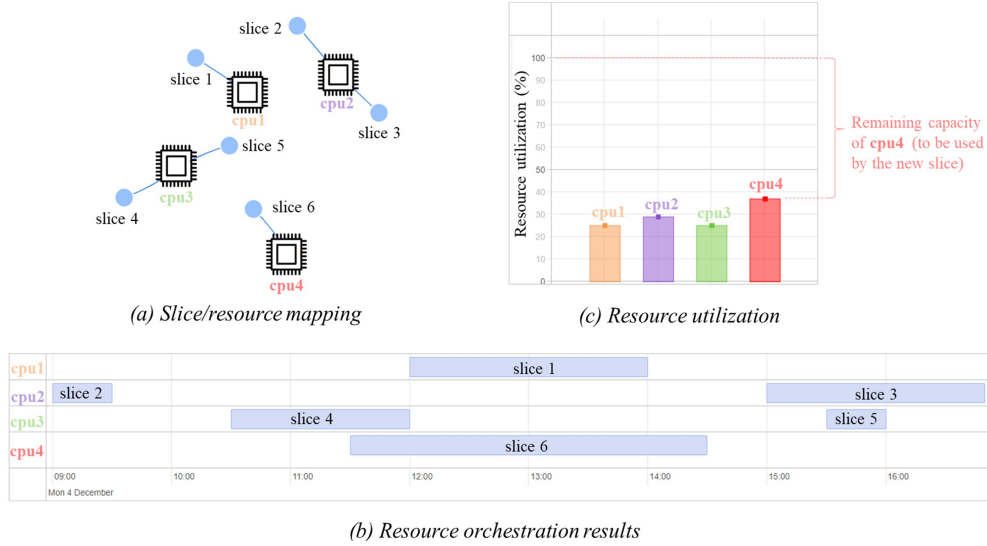 slice 2
slice 1
cpu1
cpu2
slice 3
slice 5
cpu3
slice 4
slice 6
cpu4
(a) Slice/resource mapping
Resource utilization (%)
100
90
80
70
60
50
40
30
20
10
0
cpu1
cpu2
cpu3
cpu4
Remaining capacity
of cpu4 (to be used
by the new slice)
(c) Resource utilization
cpu1
slice 1
cpu2
slice 2
slice 3
cpu3
slice 4
slice 5
cpu4
slice 6
09:00
10:00
11:00
12:00
13:00
14:00
15:00
16:00
Mon 4 December
(b) Resource orchestration results